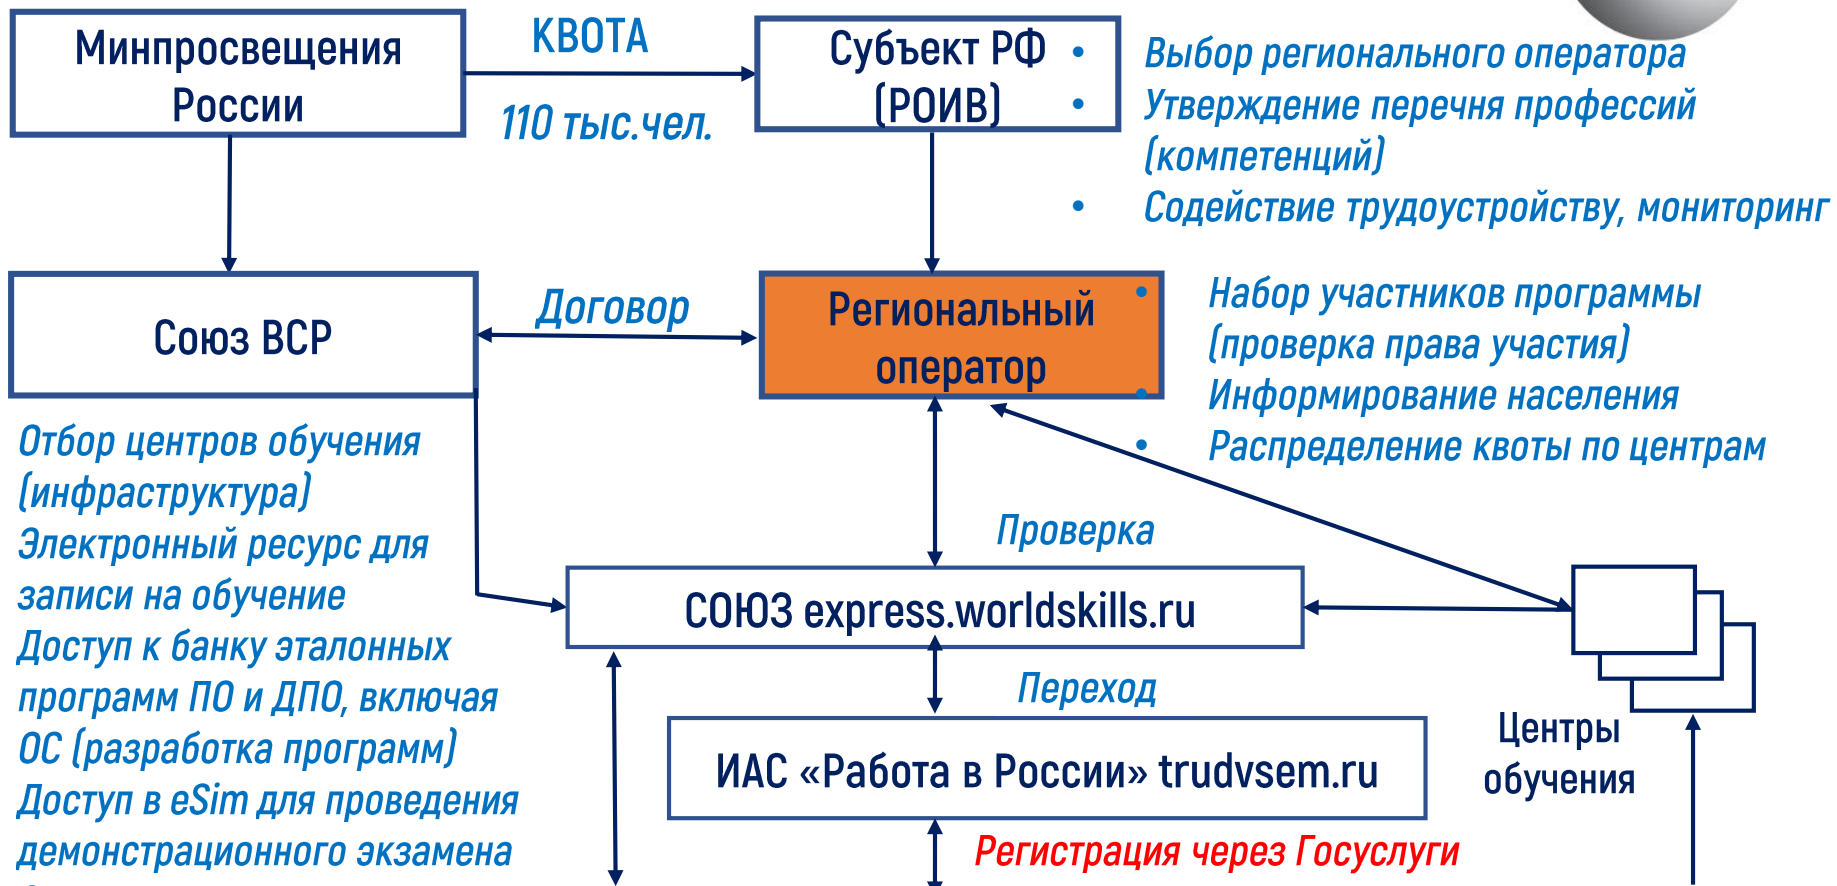 Минпросвещения
России
КВОТА
110 тыс.чел.
Субъект РФ
(РОИВ)
• Выбор регионального оператора
• Утверждение перечня профессий
(компетенций)
• Содействие трудоустройству, мониторинг
Союз ВСР
Договор
Региональный
оператор
• Набор участников программы
(проверка права участия)
• Информирование населения
• Распределение квоты по центрам
Отбор центров обучения
(инфраструктура)
Электронный ресурс для
записи на обучение
Доступ к банку эталонных
программ ПО и ДПО, включая
ОС (разработка программ)
Доступ в eSim для проведения
демонстрационного экзамена
Проверка
СОЮЗ express.worldskills.ru
Переход
ИАС «Работа в России» trudvsem.ru
Центры
обучения
Регистрация через Госуслуги